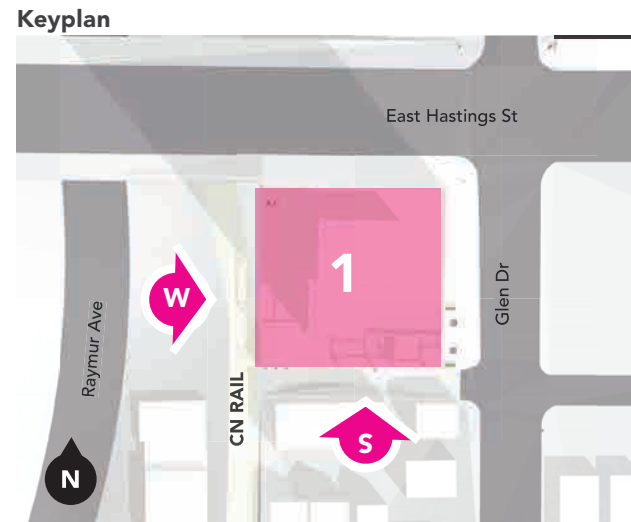 Keyplan
East Hastings St
1
W
Glen Dr
Raymur Ave
CN RAIL
S
N